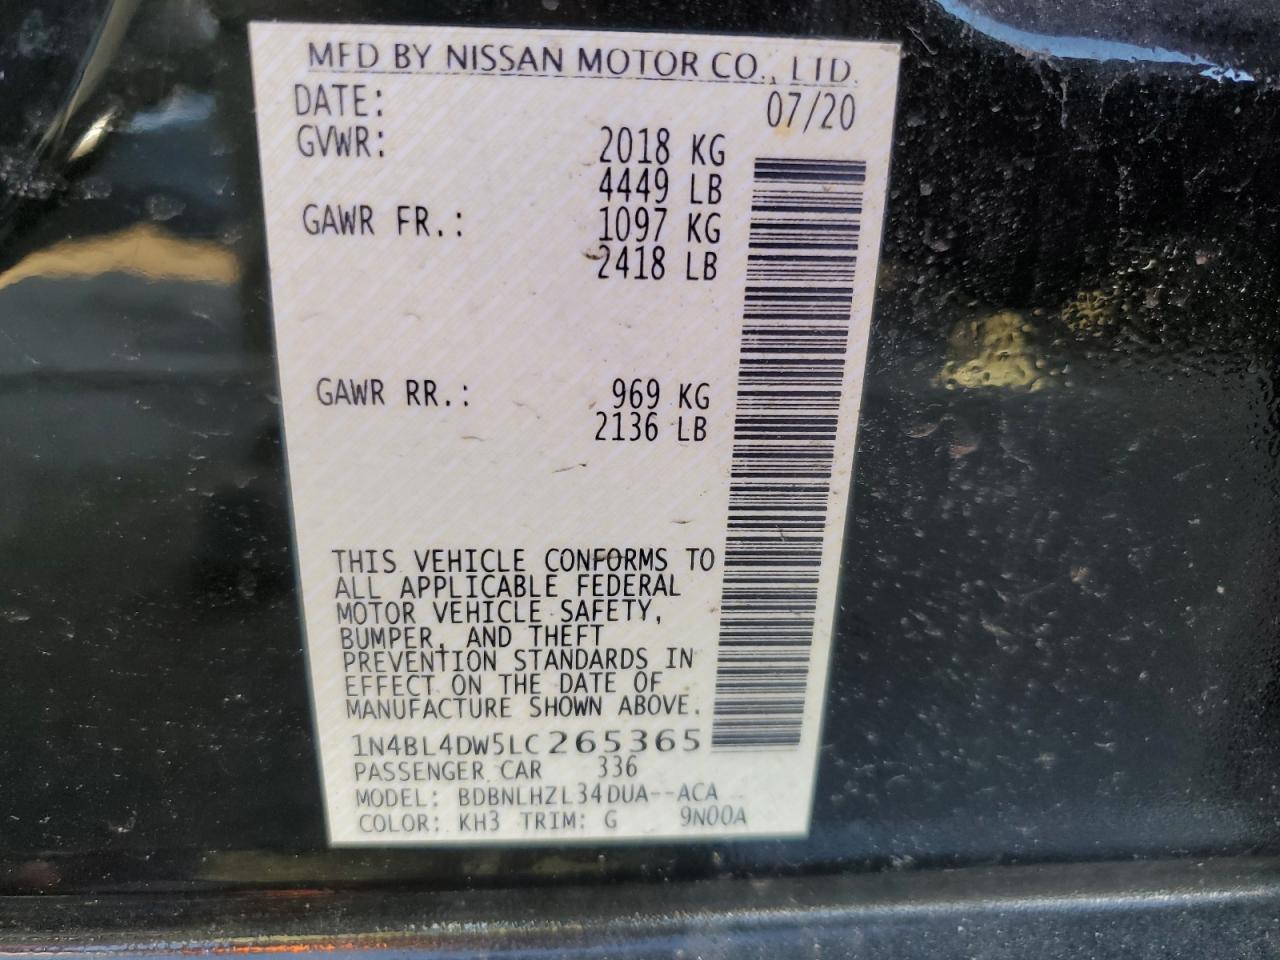 MFD BY NISSAN MOTOR CO., LTD.
DATE: 07/20
GVWR: 2018 KG
4449 LB
GAWR FR.: 1097 KG
2418 LB
GAWR RR.: 969 KG
2136 LB
THIS VEHICLE CONFORMS TO
ALL APPLICABLE FEDERAL
MOTOR VEHICLE SAFETY,
BUMPER, AND THEFT
PREVENTION STANDARDS IN
EFFECT ON THE DATE OF
MANUFACTURE SHOWN ABOVE.
1N4BL4DW5LC265365
PASSENGER CAR 336
MODEL: BDBNLHZL34DUA--ACA
COLOR: KH3 TRIM: G 9N00A